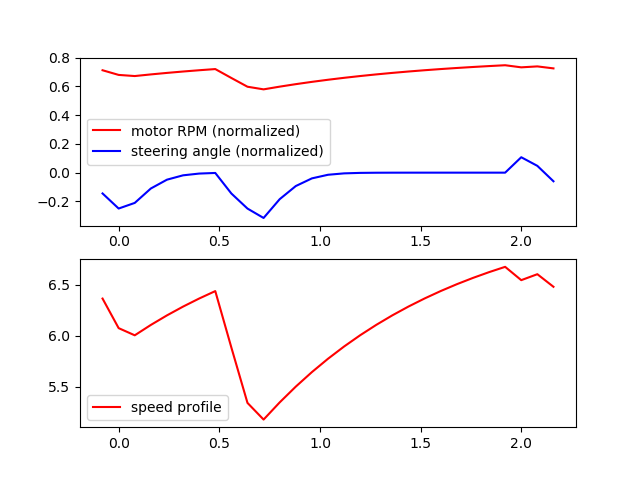 0.8
0.6
0.4
0.2
0.0
−0.2
motor RPM (normalized)
steering angle (normalized)
0.0 0.5 1.0 1.5 2.0
6.5
6.0
5.5
speed profile
0.0 0.5 1.0 1.5 2.0